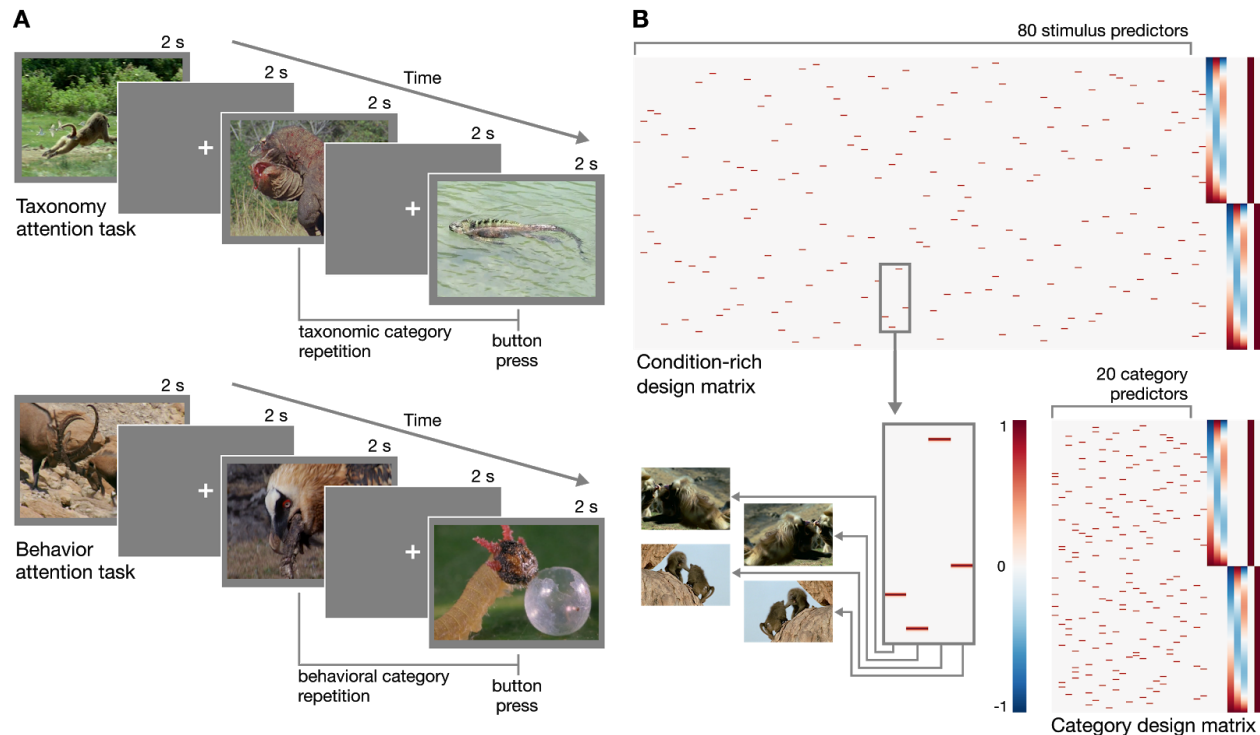 A
2 s
2 s
Time
2 s
2 s
2 s
Taxonomy
attention task
taxonomic category
repetition
button
press
2 s
2 s
Time
2 s
2 s
2 s
Behavior
attention task
behavioral category
repetition
button
press
B
80 stimulus predictors
Condition-rich
design matrix
20 category
predictors
1
0
-1
Category design matrix